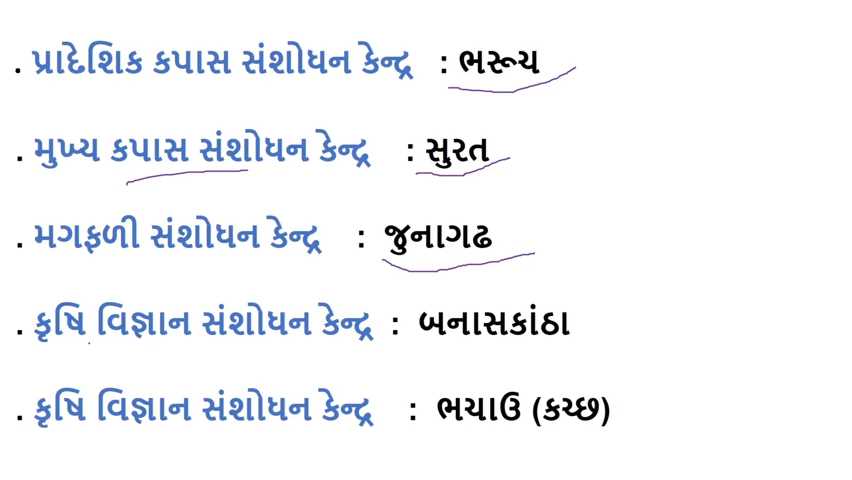 . પ્રાદેશિક કપાસ સંશોધન કેન્દ્ર : ભરૂચ
. મુખ્ય કપાસ સંશોધન કેન્દ્ર : સુરત
. મગફળી સંશોધન કેન્દ્ર : જુનાગઢ
. કૃષિ વિજ્ઞાન સંશોધન કેન્દ્ર : બનાસકાંઠા
. કૃષિ વિજ્ઞાન સંશોધન કેન્દ્ર : ભચાઉ (કચ્છ)